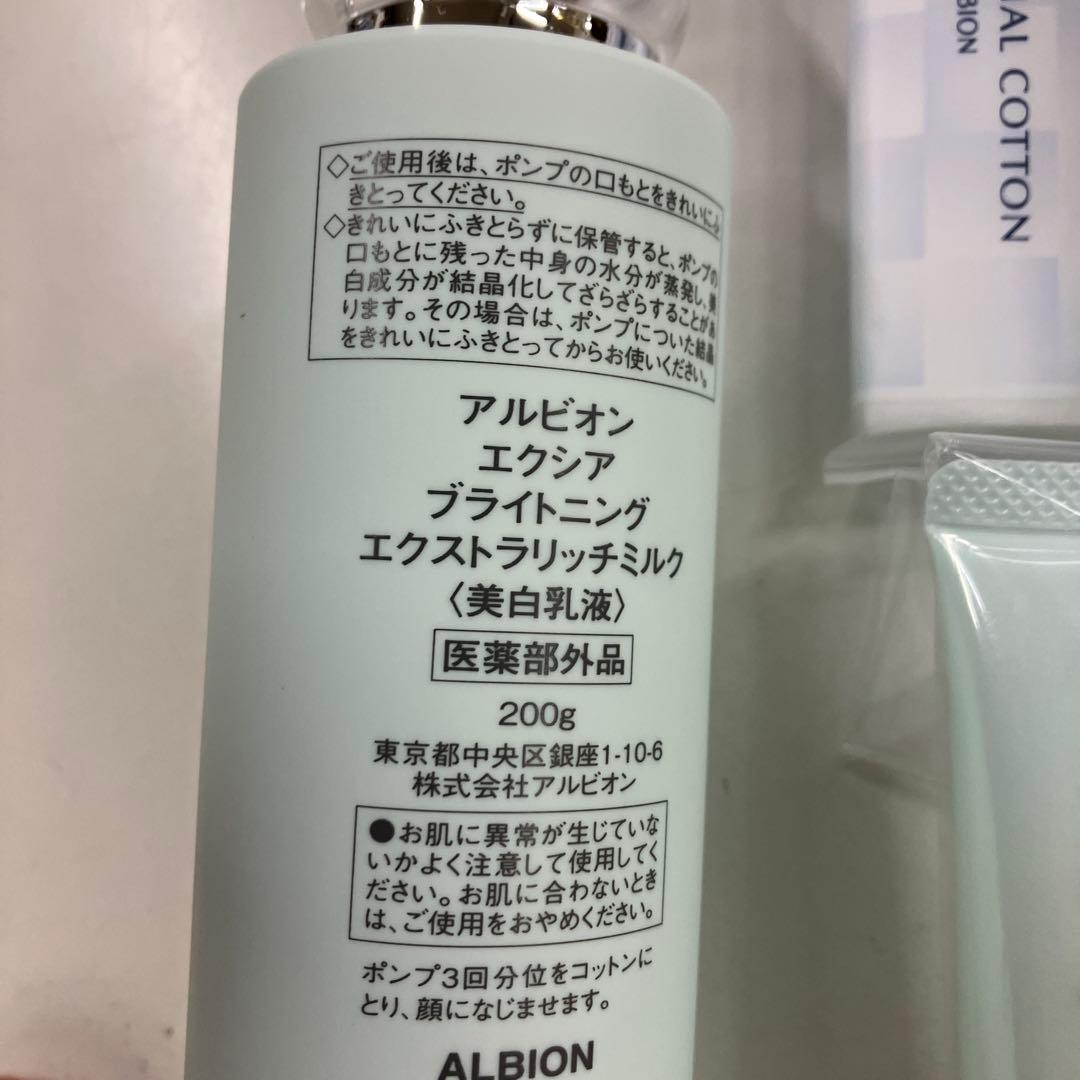 ◇ご使用後は、ポンプの口もとをきれいにふ
きとってください。
◇きれいにふきとらずに保管すると、ポンプの
口もとに残った中身の水分が蒸発し、美
白成分が結晶化してざらざらすることがあ
ります。その場合は、ポンプについた結晶
をきれいにふきとってからお使いください。
アルビオン
エクシア
ブライトニング
エクストラリッチミルク
〈美白乳液〉
医薬部外品
200g
東京都中央区銀座1-10-6
株式会社アルビオン
●お肌に異常が生じていな
いかよく注意して使用してく
ださい。お肌に合わないとき
は、ご使用をおやめください。
ポンプ3回分位をコットンに
とり、顔になじませます。
ALBION
COTTON